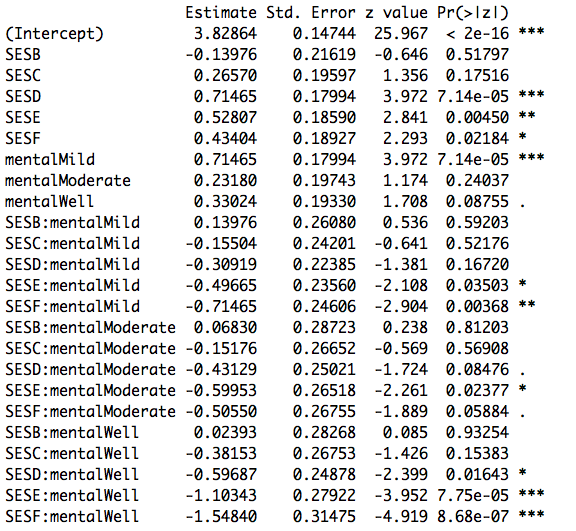 Estimate Std. Error z value Pr(>|z|)
(Intercept) 3.82864 0.14744 25.967 < 2e-16 ***
SESB -0.13976 0.21619 -0.646 0.51797
SESC 0.26570 0.19597 1.356 0.17516
SESD 0.71465 0.17994 3.972 7.14e-05 ***
SESE 0.52807 0.18590 2.841 0.00450 **
SESF 0.43404 0.18927 2.293 0.02184 *
mentalMild 0.71465 0.17994 3.972 7.14e-05 ***
mentalModerate 0.23180 0.19743 1.174 0.24037
mentalWell 0.33024 0.19330 1.708 0.08755 .
SESB:mentalMild 0.13976 0.26080 0.536 0.59203
SESC:mentalMild -0.15504 0.24201 -0.641 0.52176
SESD:mentalMild -0.30919 0.22385 -1.381 0.16720
SESE:mentalMild -0.49665 0.23560 -2.108 0.03503 *
SESF:mentalMild -0.71465 0.24606 -2.904 0.00368 **
SESB:mentalModerate 0.06830 0.28723 0.238 0.81203
SESC:mentalModerate -0.15176 0.26652 -0.569 0.56908
SESD:mentalModerate -0.43129 0.25021 -1.724 0.08476 .
SESE:mentalModerate -0.59953 0.26518 -2.261 0.02377 *
SESF:mentalModerate -0.50550 0.26755 -1.889 0.05884 .
SESB:mentalWell 0.02393 0.28268 0.085 0.93254
SESC:mentalWell -0.38153 0.26753 -1.426 0.15383
SESD:mentalWell -0.59687 0.24878 -2.399 0.01643 *
SESE:mentalWell -1.10343 0.27922 -3.952 7.75e-05 ***
SESF:mentalWell -1.54840 0.31475 -4.919 8.68e-07 ***